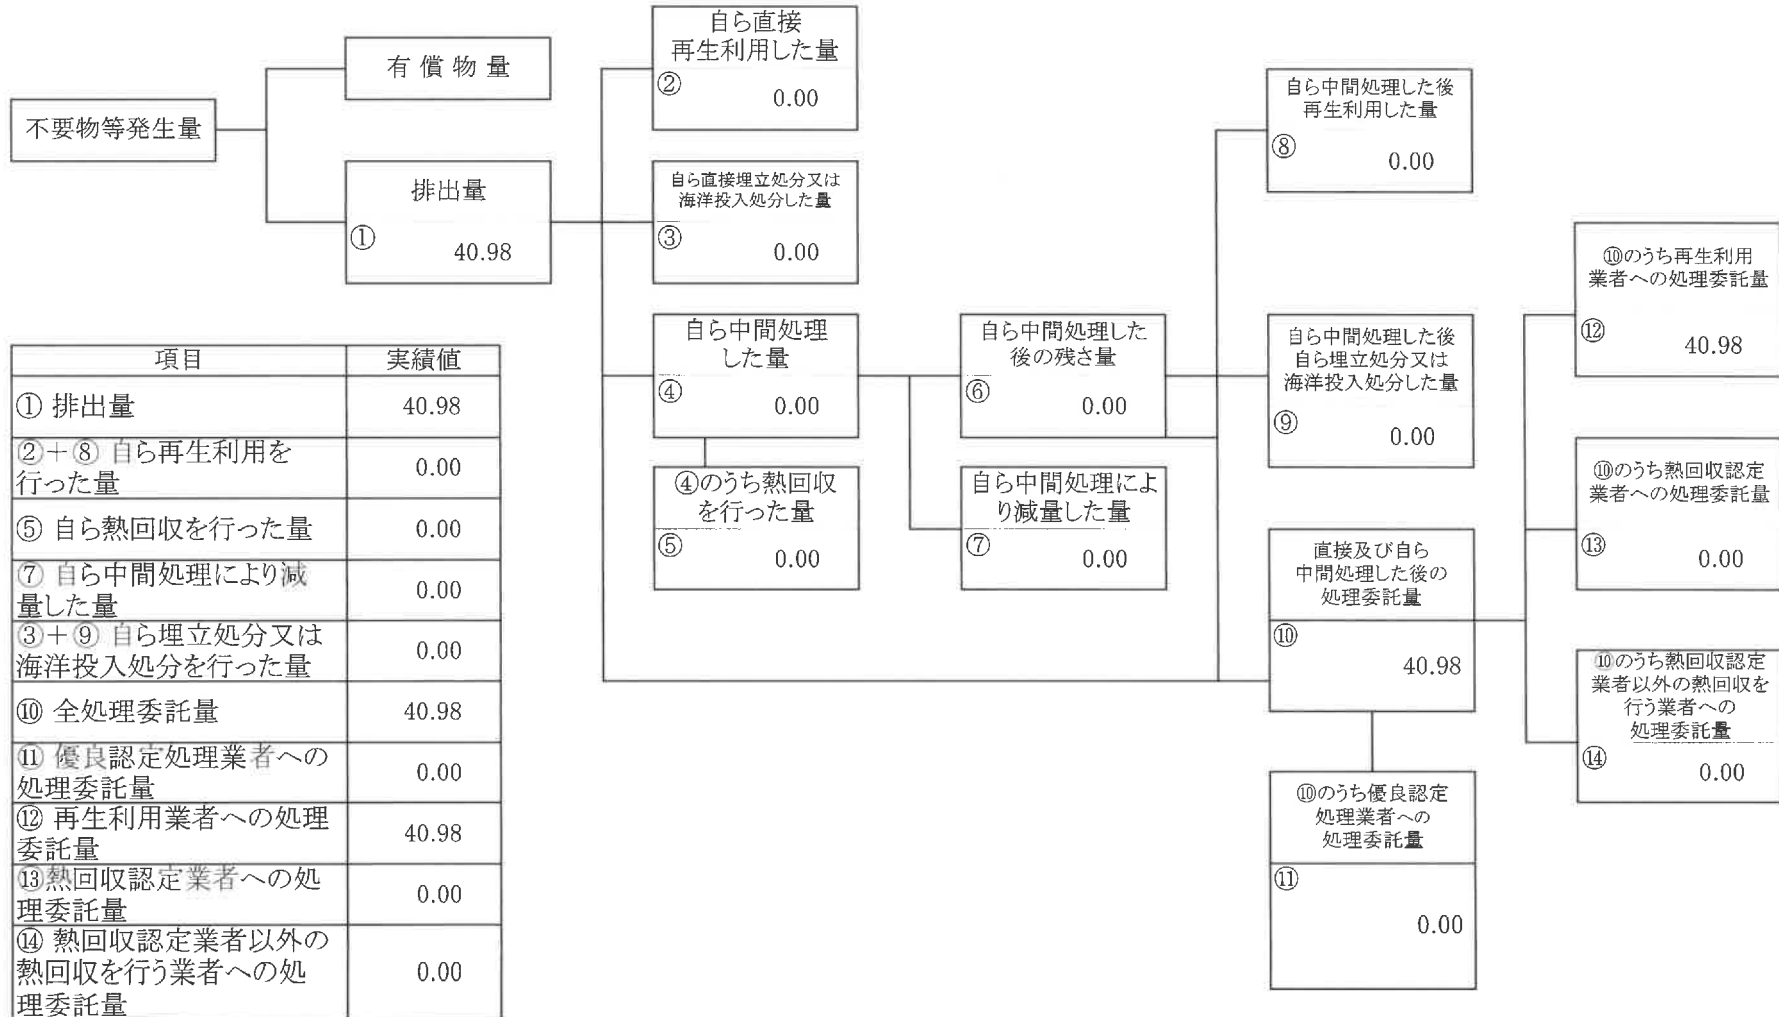 不要物等発生量
有償物量
排出量
①
40.98
自ら直接
再生利用した量
②
0.00
自ら直接埋立処分又は
海洋投入処分した量
③
0.00
自ら中間処理
した量
④
0.00
④のうち熱回収
を行った量
⑤
0.00
自ら中間処理した
後の残さ量
⑥
0.00
自ら中間処理によ
り減量した量
⑦
0.00
自ら中間処理した後
再生利用した量
⑧
0.00
自ら中間処理した後
自ら埋立処分又は
海洋投入処分した量
⑨
0.00
直接及び自ら
中間処理した後の
処理委託量
⑩
40.98
⑩のうち優良認定
処理業者への
処理委託量
⑪
0.00
⑩のうち再生利用
業者への処理委託量
⑫
40.98
⑩のうち熱回収認定
業者への処理委託量
⑬
0.00
⑩のうち熱回収認定
業者以外の熱回収を
行う業者への
処理委託量
⑭
0.00
項目 実績値
① 排出量 40.98
②+⑧ 自ら再生利用を
行った量 0.00
⑤ 自ら熱回収を行った量 0.00
⑦ 自ら中間処理により減
量した量 0.00
③+⑨ 自ら埋立処分又は
海洋投入処分を行った量 0.00
⑩ 全処理委託量 40.98
⑪ 優良認定処理業者への
処理委託量 0.00
⑫ 再生利用業者への処理
委託量 40.98
⑬熱回収認定業者への処
理委託量 0.00
⑭ 熱回収認定業者以外の
熱回収を行う業者への処
理委託量 0.00